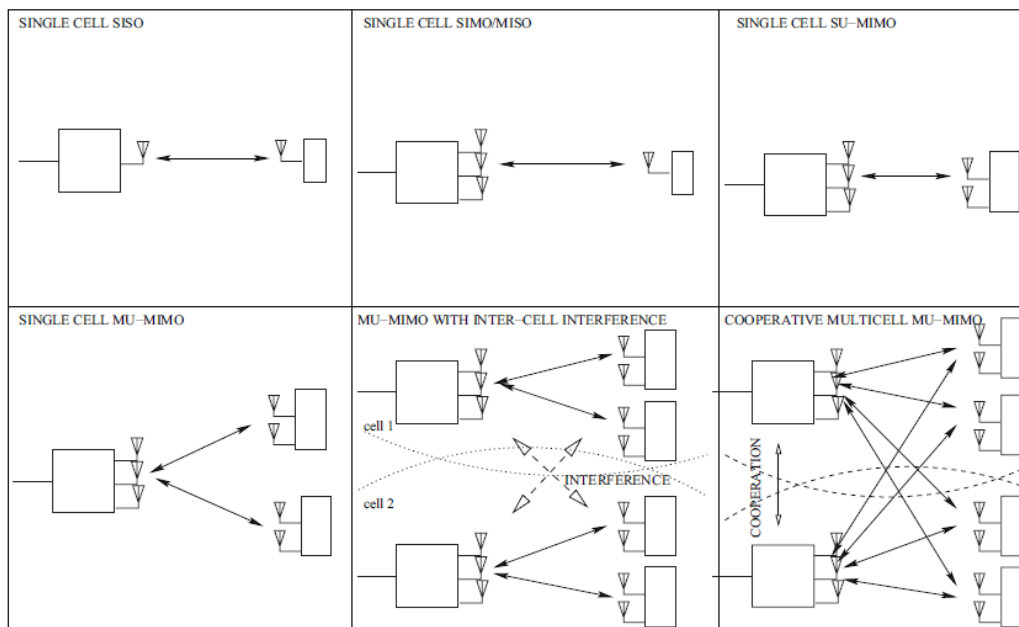 SINGLE CELL SISO
SINGLE CELL SIMO/MISO
SINGLE CELL SU−MIMO
SINGLE CELL MU−MIMO
MU−MIMO WITH INTER−CELL INTERFERENCE
COOPERATIVE MULTICELL MU−MIMO
cell 1
INTERFERENCE
cell 2
COOPERATION